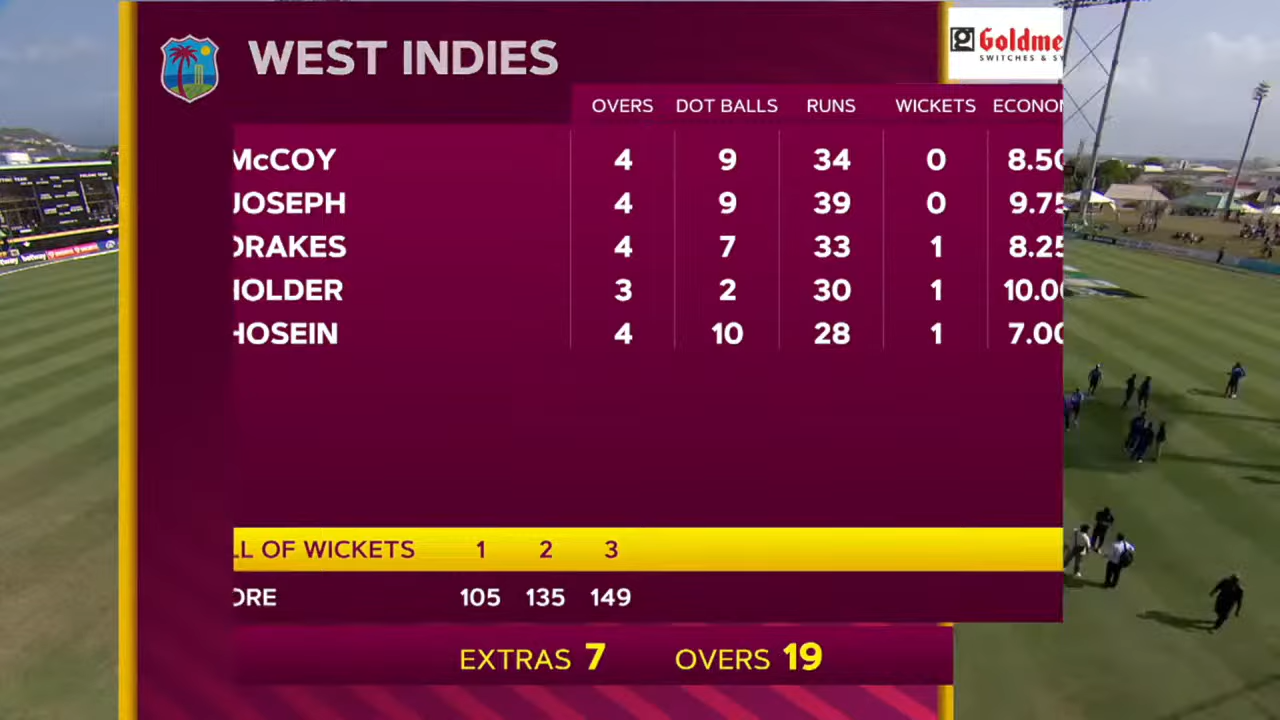 WEST INDIES
Goldme
SWITCHES & SY
OVERS DOT BALLS RUNS WICKETS ECONOM
McCOY 4 9 34 0 8.50
JOSEPH 4 9 39 0 9.75
DRAKES 4 7 33 1 8.25
HOLDER 3 2 30 1 10.00
HOSEIN 4 10 28 1 7.00
LL OF WICKETS 1 2 3
ORE 105 135 149
EXTRAS 7 OVERS 19